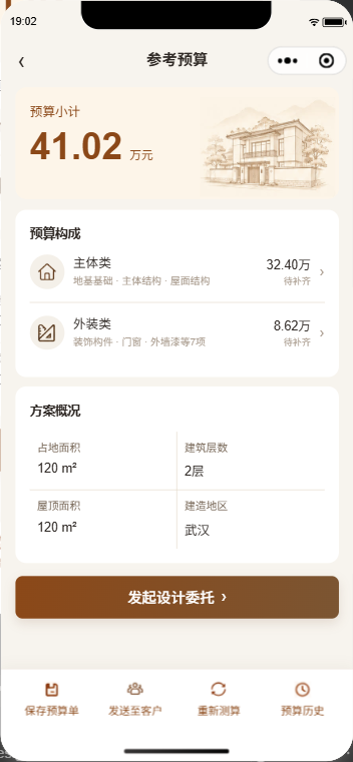 19:02
参考预算
预算小计
41.02 万元
预算构成
主体类
32.40万
地基基础 · 主体结构 · 屋面结构
待补齐
外装类
8.62万
装饰构件 · 门窗 · 外墙漆等7项
待补齐
方案概况
占地面积
建筑层数
120 m²
2层
屋顶面积
建造地区
120 m²
武汉
发起设计委托 ›
保存预算单
发送至客户
重新测算
预算历史